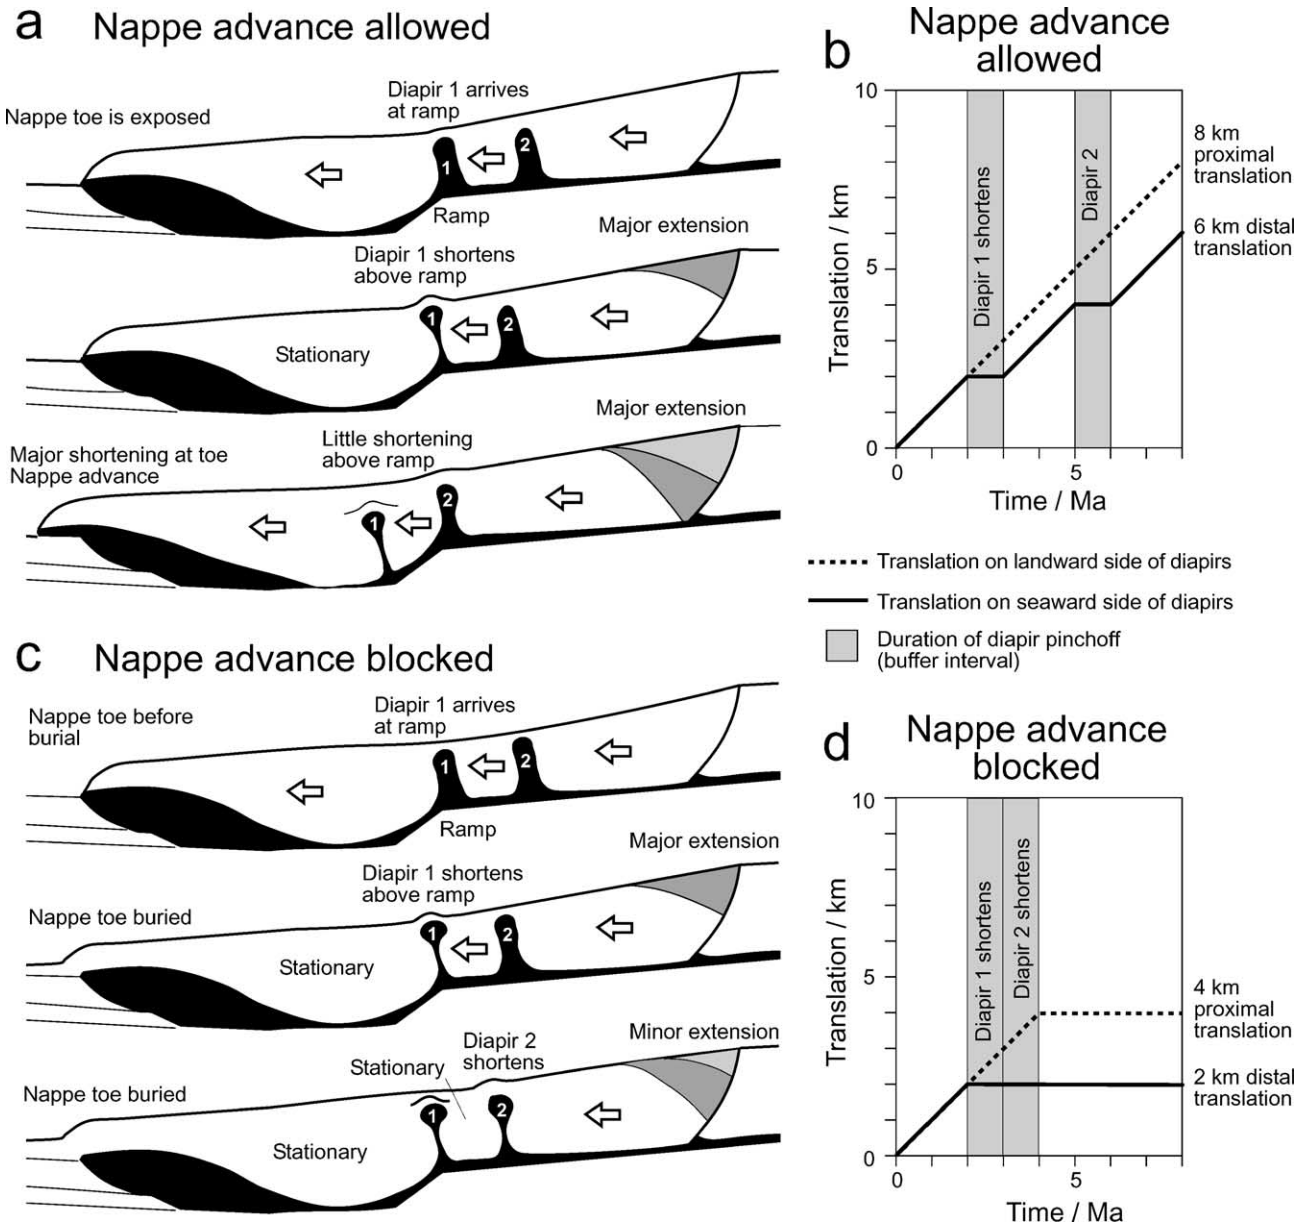 a Nappe advance allowed
Nappe toe is exposed
Diapir 1 arrives
at ramp
1
2
Ramp
Major extension
Diapir 1 shortens
above ramp
1
2
Stationary
Major extension
Major shortening at toe
Nappe advance
Little shortening
above ramp
1
2
b Nappe advance
allowed
Translation / km
10
5
0
Diapir 1 shortens
Diapir 2
8 km
proximal
translation
6 km distal
translation
0
5
Time / Ma
Translation on landward side of diapirs
Translation on seaward side of diapirs
Duration of diapir pinchoff
(buffer interval)
c Nappe advance blocked
Nappe toe before
burial
Diapir 1 arrives
at ramp
1
2
Ramp
Major extension
Diapir 1 shortens
above ramp
Nappe toe buried
1
2
Stationary
Minor extension
Diapir 2
shortens
Stationary
Nappe toe buried
1
2
Stationary
d Nappe advance
blocked
Translation / km
10
5
0
Diapir 1 shortens
Diapir 2 shortens
4 km
proximal
translation
2 km distal
translation
0
5
Time / Ma